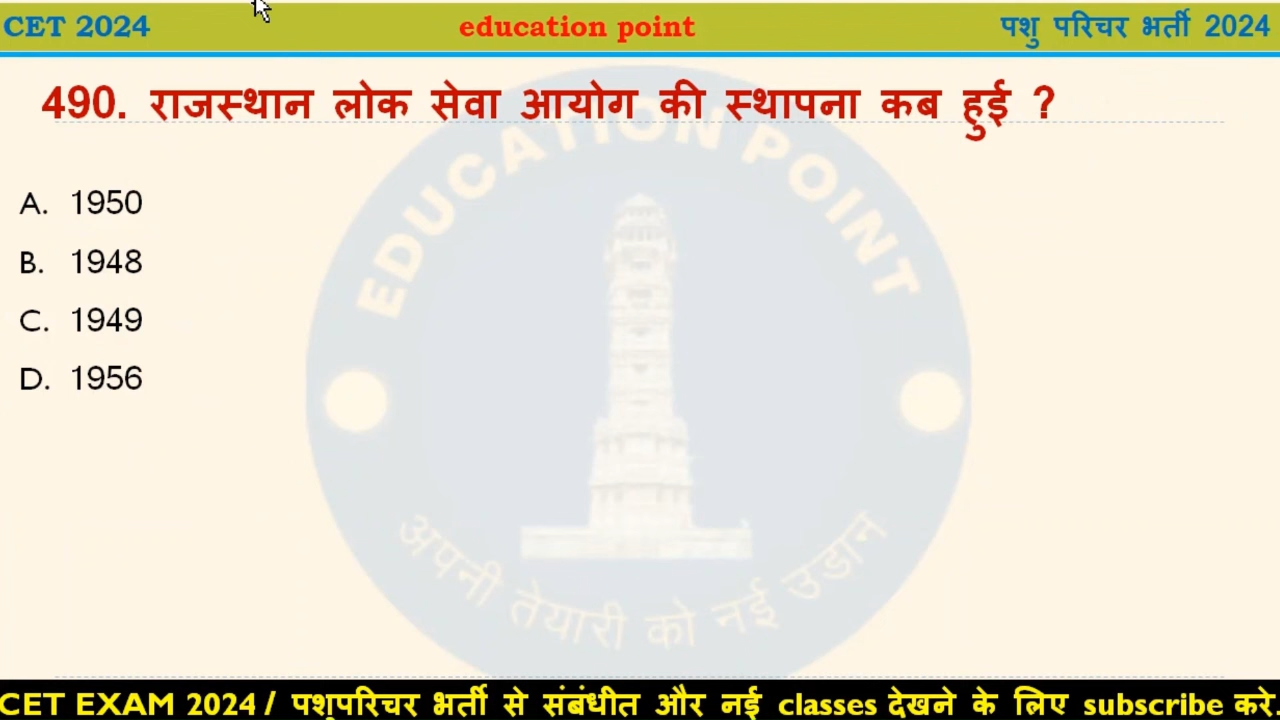 CET 2024 education point पशु परिचर भर्ती 2024
490. राजस्थान लोक सेवा आयोग की स्थापना कब हुई ?
A. 1950
B. 1948
C. 1949
D. 1956
EDUCATION POINT
अपनी तेयारी को नई उडान
CET EXAM 2024 / पशुपरिचर भर्ती से संबंधीत और नई classes देखने के लिए subscribe करे.